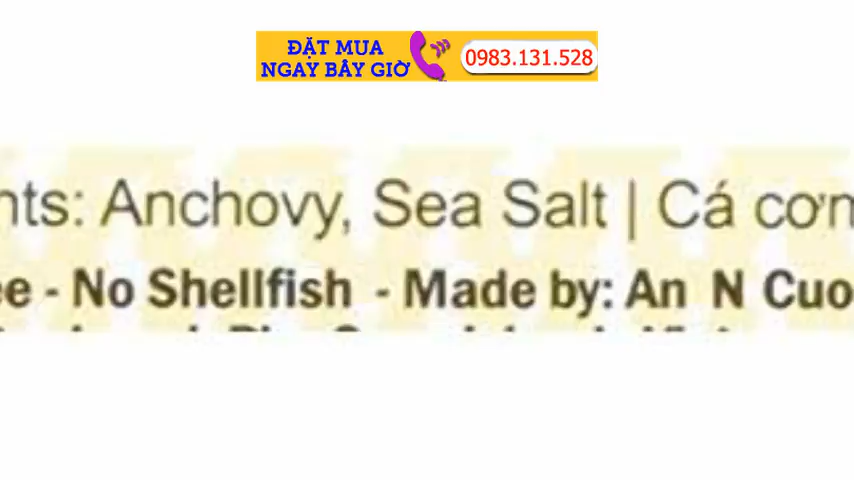 ĐẶT MUA
NGAY BÂY GIỜ
0983.131.528
nts: Anchovy, Sea Salt | Cá cơm
ee - No Shellfish - Made by: An N Cuo